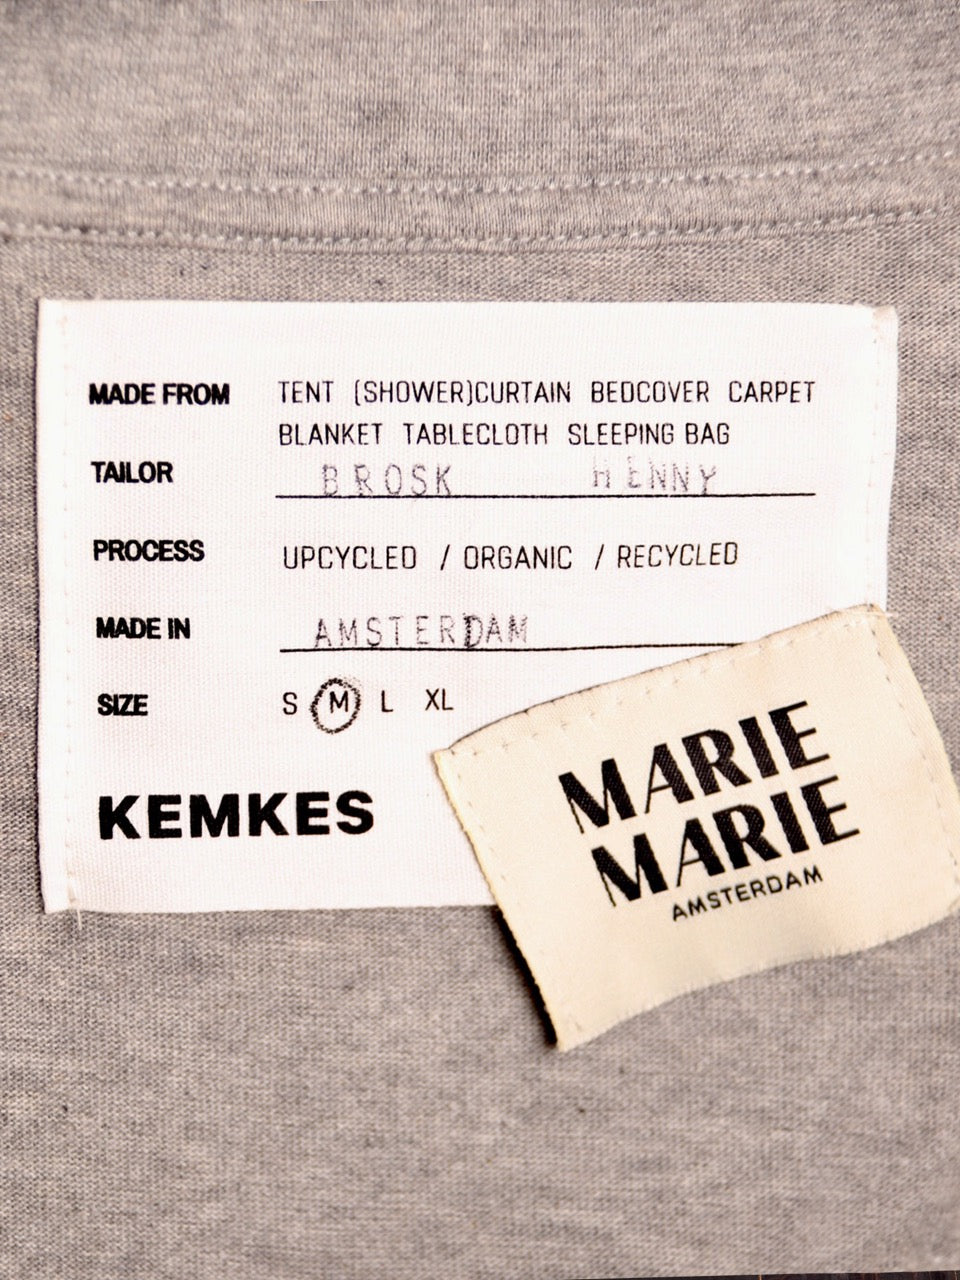 MADE FROM TENT (SHOWER)CURTAIN BEDCOVER CARPET
BLANKET TABLECLOTH SLEEPING BAG
TAILOR BROSK HENNY
PROCESS UPCYCLED / ORGANIC / RECYCLED
MADE IN AMSTERDAM
SIZE S M L XL
KEMKES
MARIE
MARIE
AMSTERDAM